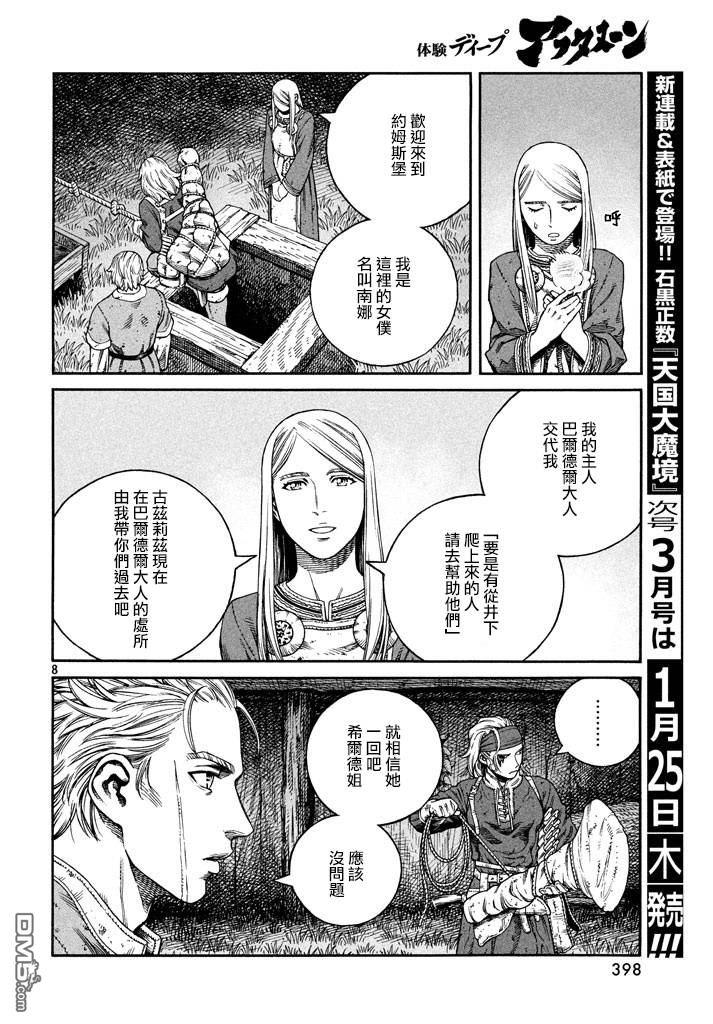 体験ディープ アフタヌーン
新連載&表紙で登場!! 石黒正数『天国大魔境』次号3月号は1月25日木発売!!!
呼
歡迎來到
約姆斯堡
我是
這裡的女僕
名叫南娜
我的主人
巴爾德爾大人
交代我
「要是有從井下
爬上來的人
請去幫助他們」
古茲莉茲現在
在巴爾德爾大人的處所
由我帶你們過去吧
8
………
就相信她
一回吧
希爾德姐
應該
沒問題
398
DM5.com